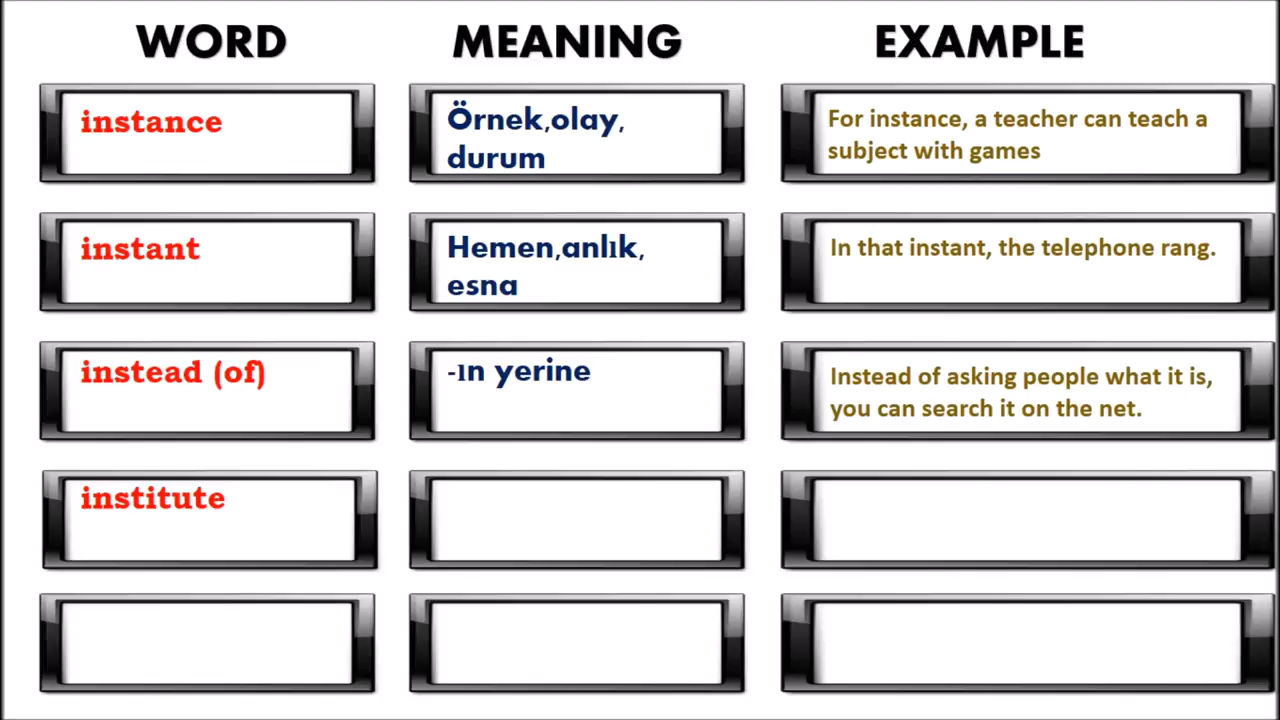 WORD MEANING EXAMPLE
instance
Örnek,olay,
durum
For instance, a teacher can teach a
subject with games
instant
Hemen,anlık,
esna
In that instant, the telephone rang.
instead (of)
-ın yerine
Instead of asking people what it is,
you can search it on the net.
institute